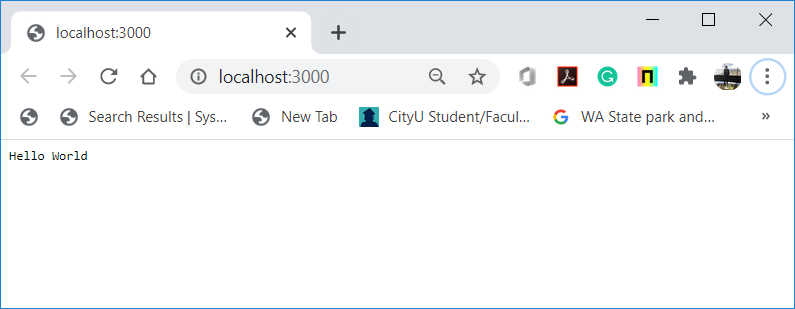 localhost:3000
localhost:3000
Search Results | Sys... New Tab CityU Student/Facul... WA State park and... »
Hello World